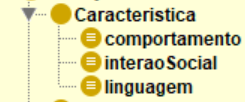 Caracteristica
comportamento
interaoSocial
linguagem